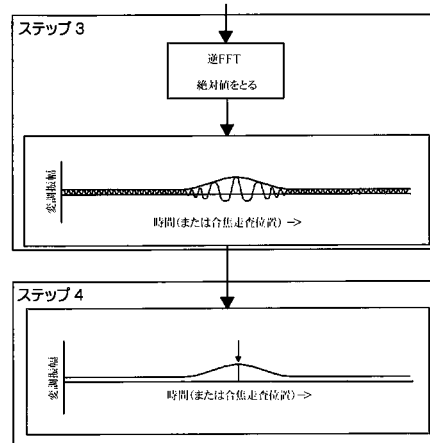 ステップ 3
逆FFT
絶対値をとる
変調振幅
時間(または合焦走査位置) ->
ステップ 4
変調振幅
時間(または合焦走査位置) ->